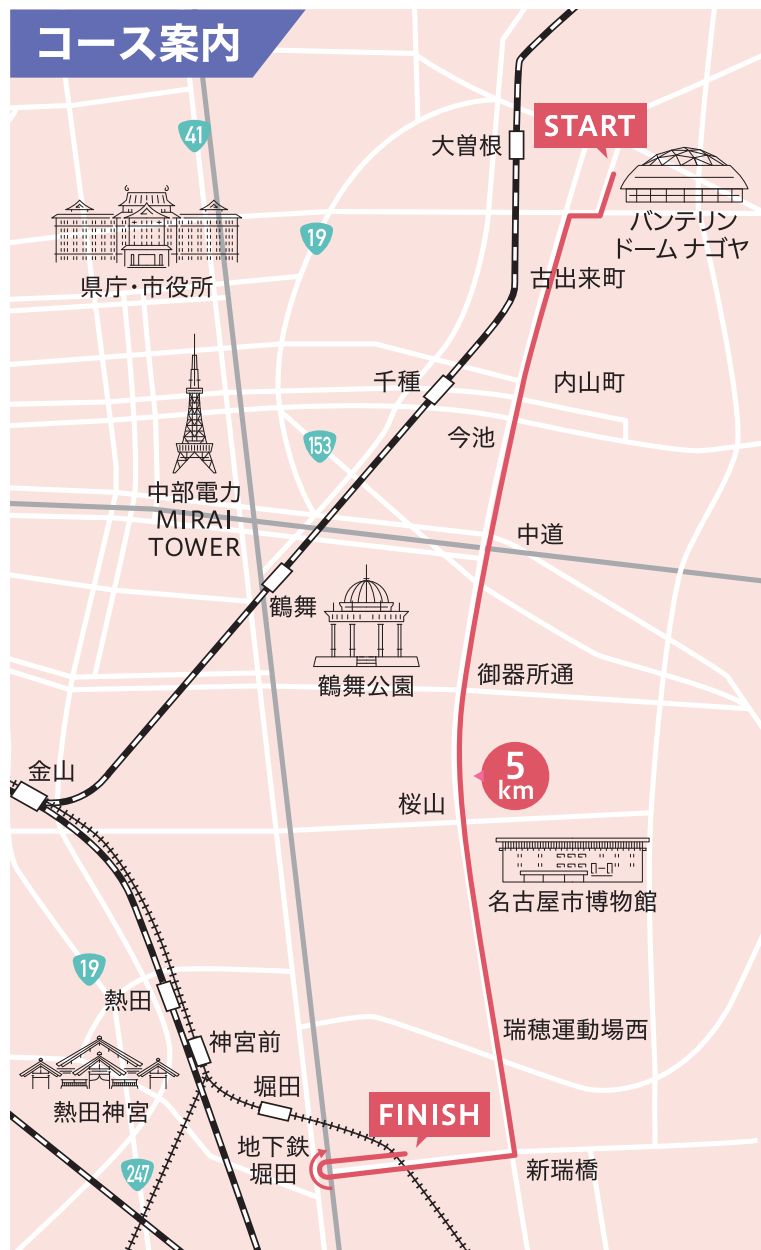 コース案内
41
START
大曽根
19
バンテリン
ドーム ナゴヤ
県庁・市役所
古出来町
千種
内山町
今池
153
中部電力
MIRAI
TOWER
中道
鶴舞
鶴舞公園
御器所通
金山
5
km
桜山
名古屋市博物館
19
熱田
瑞穂運動場西
神宮前
熱田神宮
堀田
FINISH
地下鉄
堀田
247
新瑞橋